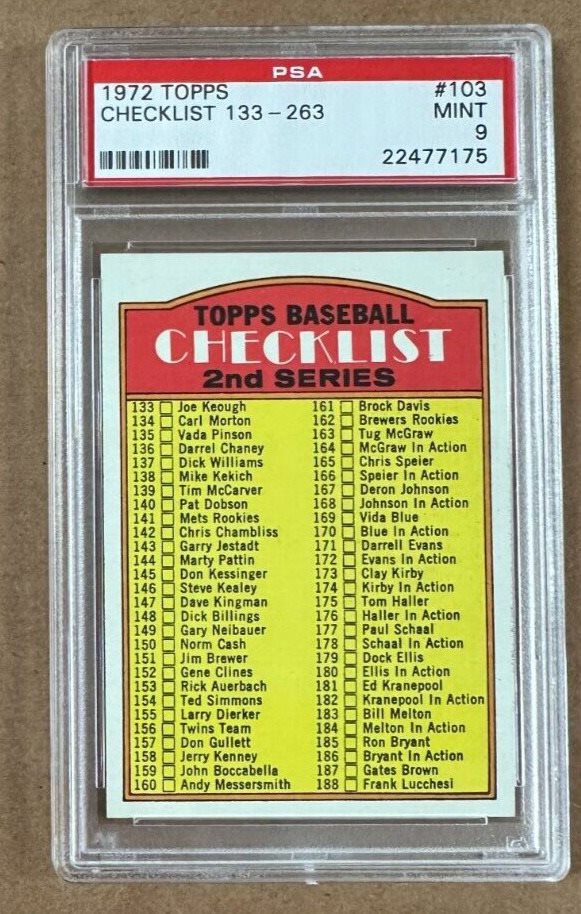 PSA
1972 TOPPS #103
CHECKLIST 133 - 263 MINT
9
22477175
TOPPS BASEBALL
CHECKLIST
2nd SERIES
133 Joe Keough
134 Carl Morton
135 Vada Pinson
136 Darrel Chaney
137 Dick Williams
138 Mike Kekich
139 Tim McCarver
140 Pat Dobson
141 Mets Rookies
142 Chris Chambliss
143 Garry Jestadt
144 Marty Pattin
145 Don Kessinger
146 Steve Kealey
147 Dave Kingman
148 Dick Billings
149 Gary Neibauer
150 Norm Cash
151 Jim Brewer
152 Gene Clines
153 Rick Auerbach
154 Ted Simmons
155 Larry Dierker
156 Twins Team
157 Don Gullett
158 Jerry Kenney
159 John Boccabella
160 Andy Messersmith
161 Brock Davis
162 Brewers Rookies
163 Tug McGraw
164 McGraw In Action
165 Chris Speier
166 Speier In Action
167 Deron Johnson
168 Johnson In Action
169 Vida Blue
170 Blue In Action
171 Darrell Evans
172 Evans In Action
173 Clay Kirby
174 Kirby In Action
175 Tom Haller
176 Haller In Action
177 Paul Schaal
178 Schaal In Action
179 Dock Ellis
180 Ellis In Action
181 Ed Kranepool
182 Kranepool In Action
183 Bill Melton
184 Melton In Action
185 Ron Bryant
186 Bryant In Action
187 Gates Brown
188 Frank Lucchesi